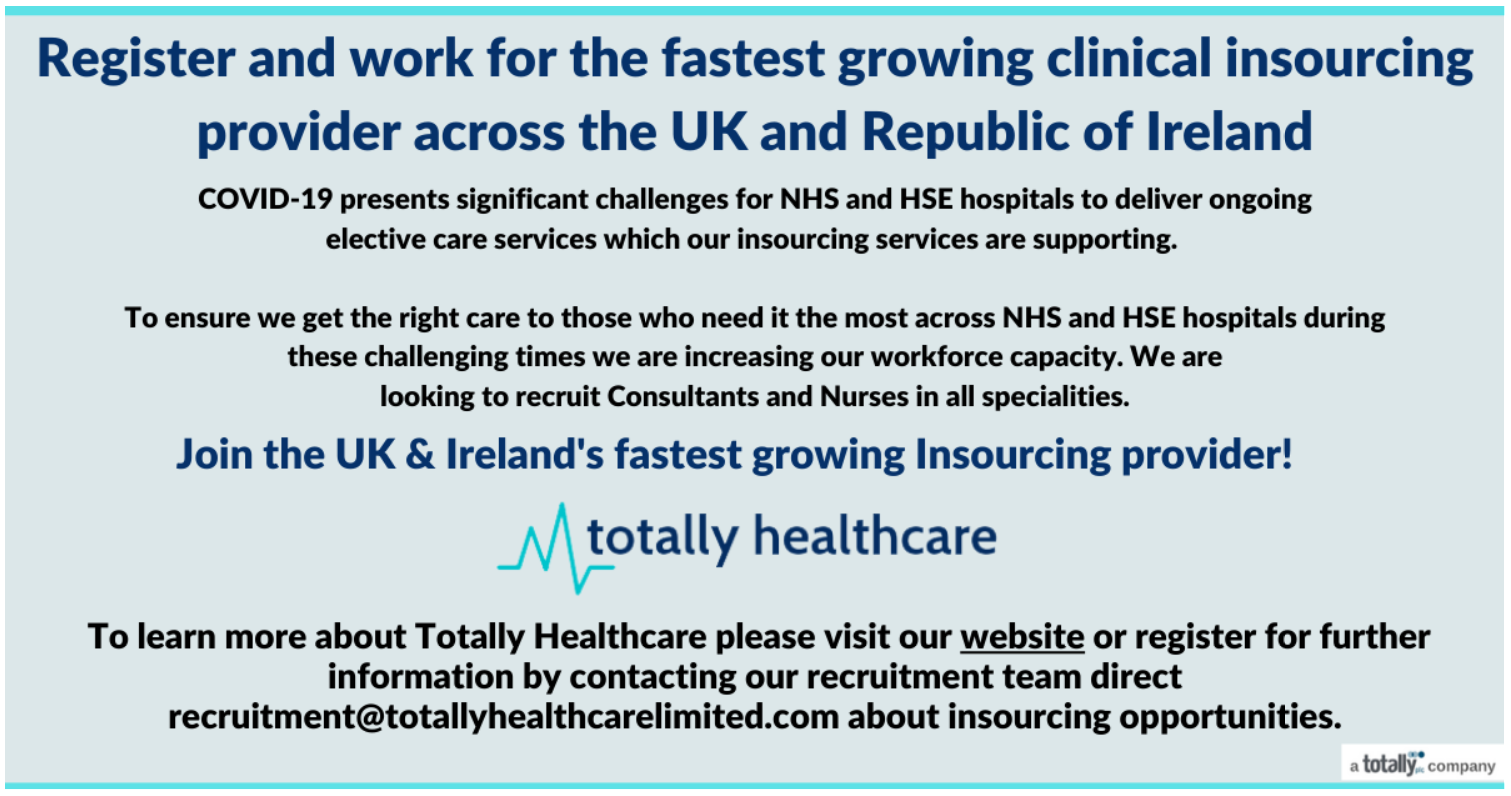 Register and work for the fastest growing clinical insourcing
provider across the UK and Republic of Ireland
COVID-19 presents significant challenges for NHS and HSE hospitals to deliver ongoing
elective care services which our insourcing services are supporting.
To ensure we get the right care to those who need it the most across NHS and HSE hospitals during
these challenging times we are increasing our workforce capacity. We are
looking to recruit Consultants and Nurses in all specialities.
Join the UK & Ireland's fastest growing Insourcing provider!
totally healthcare
To learn more about Totally Healthcare please visit our website or register for further
information by contacting our recruitment team direct
recruitment@totallyhealthcarelimited.com about insourcing opportunities.
a totally plc company